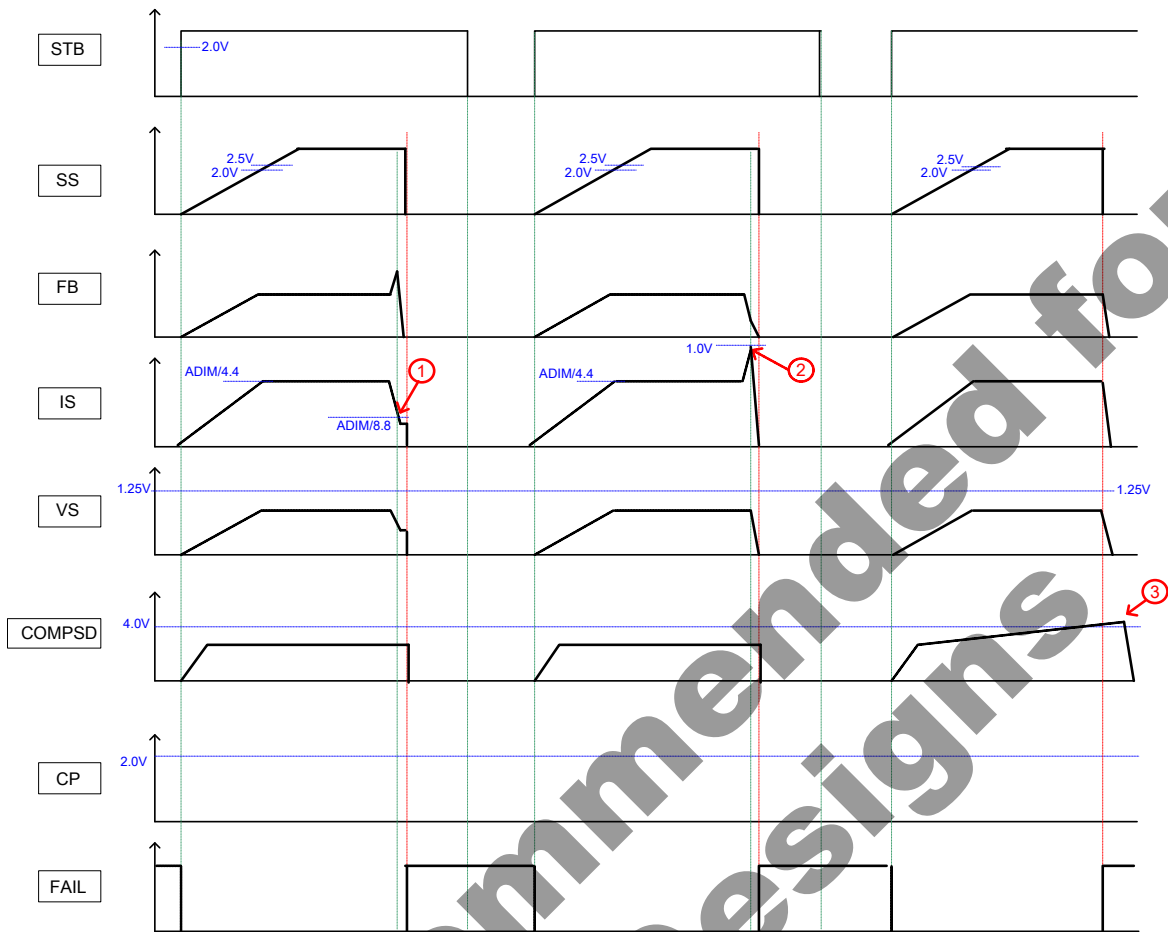 STB
2.0V
SS
2.5V
2.0V
2.5V
2.0V
2.5V
2.0V
FB
IS
ADIM/4.4
1
ADIM/8.8
ADIM/4.4
1.0V
2
VS
1.25V
1.25V
COMPSD
4.0V
3
CP
2.0V
FAIL